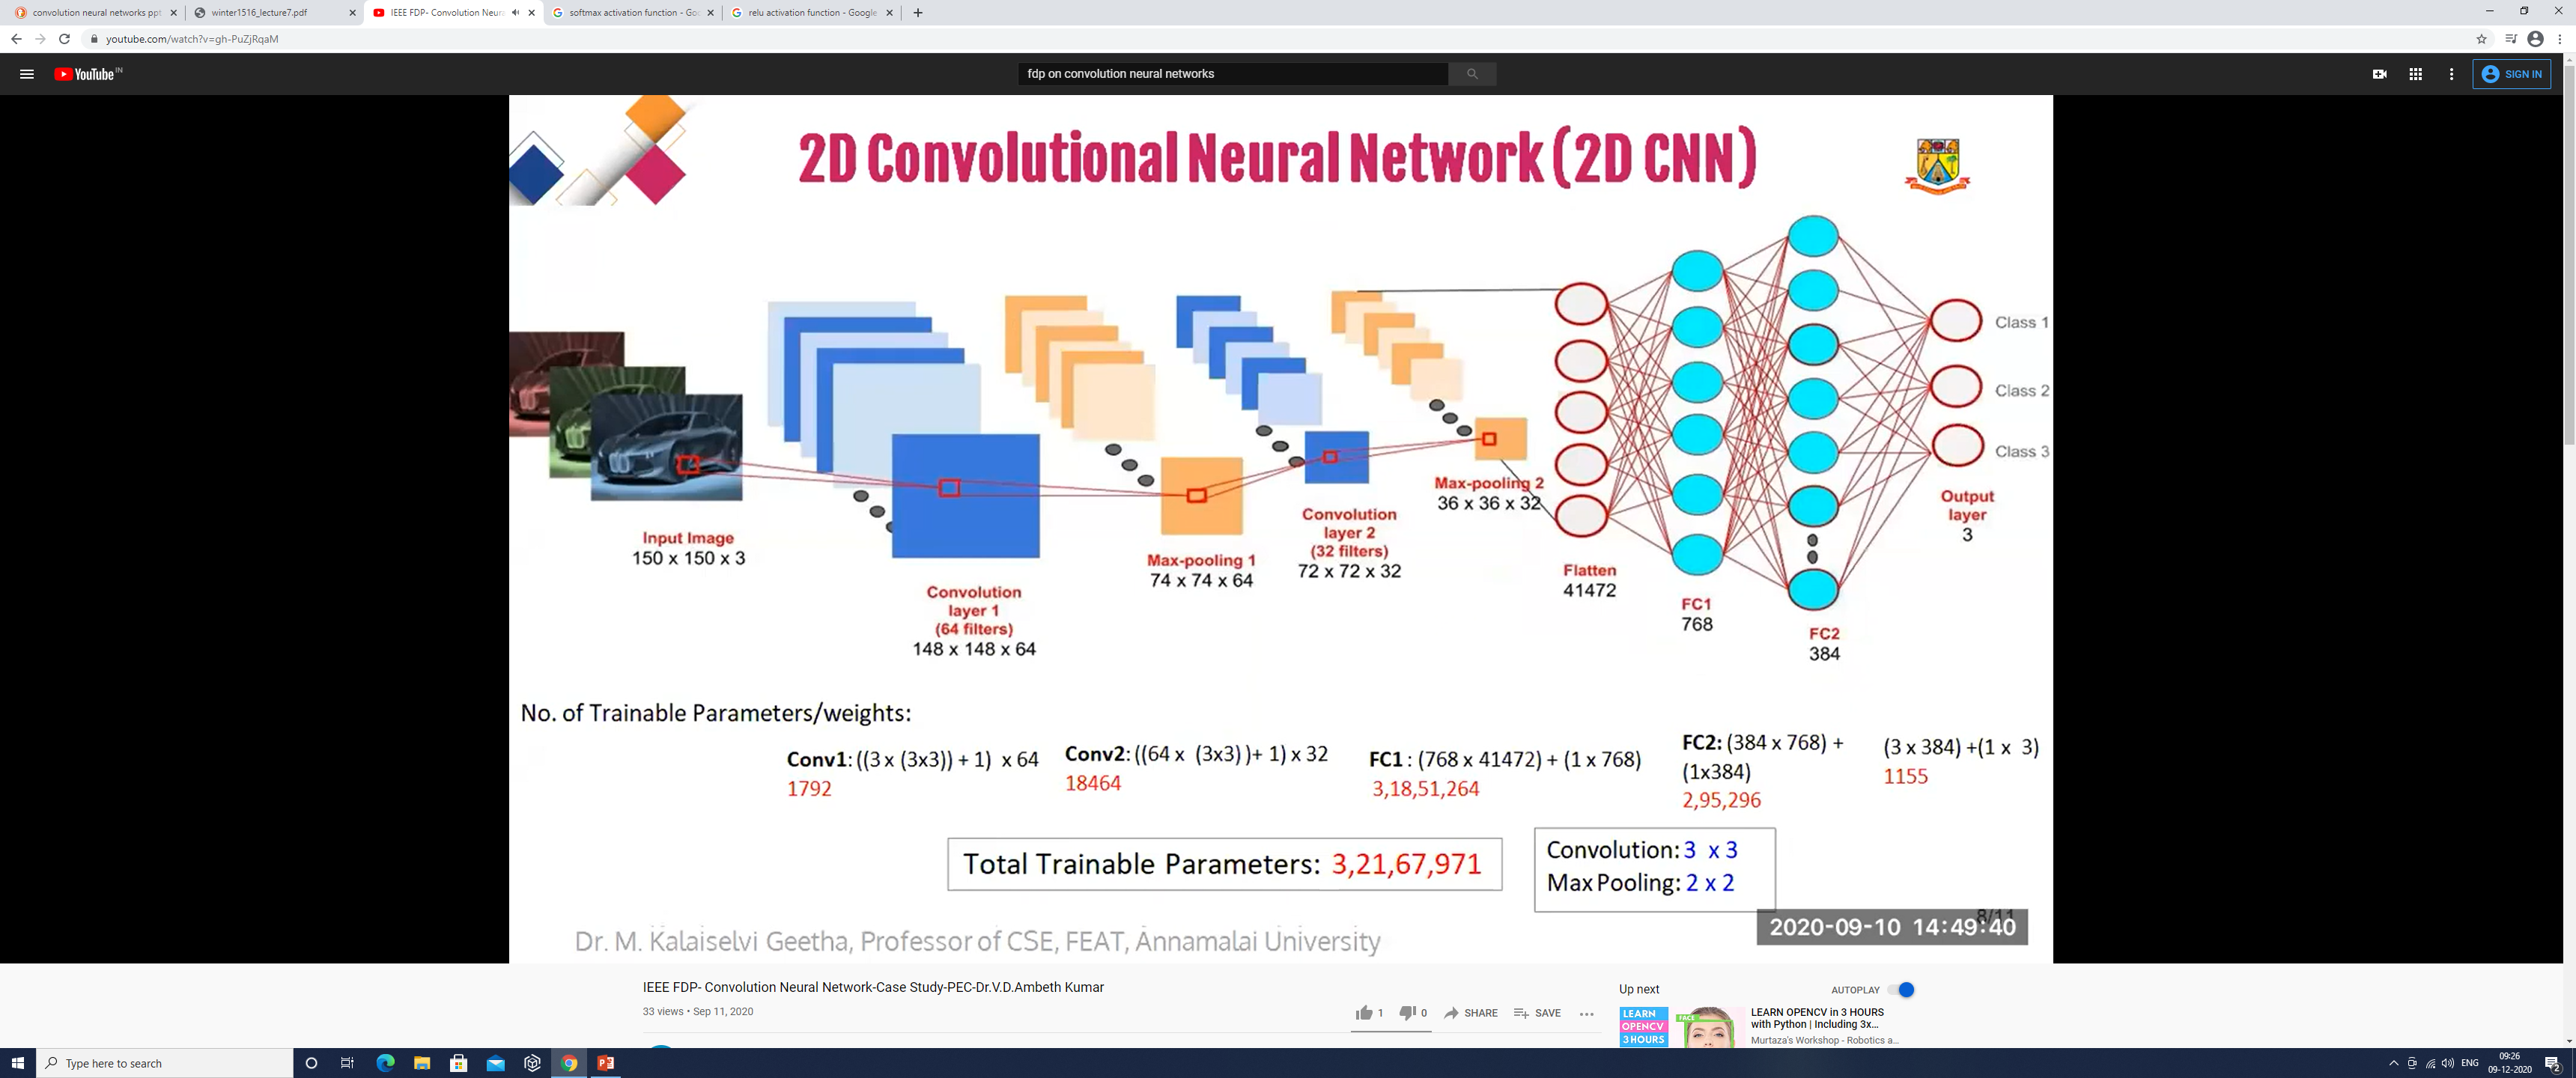 convolution neural networks ppt
winter1516_lecture7.pdf
IEEE FDP- Convolution Neur
softmax activation function - Goo
relu activation function - Google
youtube.com/watch?v=gh-PuZjRqaM
YouTube IN
fdp on convolution neural networks
SIGN IN
2D Convolutional Neural Network (2D CNN)
Input Image
150 x 150 x 3
Convolution
layer 1
(64 filters)
148 x 148 x 64
Max-pooling 1
74 x 74 x 64
Convolution
layer 2
(32 filters)
72 x 72 x 32
Max-pooling 2
36 x 36 x 32
Flatten
41472
FC1
768
FC2
384
Class 1
Class 2
Class 3
Output
layer
3
No. of Trainable Parameters/weights:
Conv1: ((3 x (3x3)) + 1) x 64
1792
Conv2: ((64 x (3x3) )+ 1) x 32
18464
FC1 : (768 x 41472) + (1 x 768)
3,18,51,264
FC2: (384 x 768) +
(1x384)
2,95,296
(3 x 384) +(1 x 3)
1155
Total Trainable Parameters: 3,21,67,971
Convolution: 3 x 3
Max Pooling: 2 x 2
8/11
2020-09-10 14:49:40
Dr. M. Kalaiselvi Geetha, Professor of CSE, FEAT, Annamalai University
IEEE FDP- Convolution Neural Network-Case Study-PEC-Dr.V.D.Ambeth Kumar
33 views • Sep 11, 2020
1
0
SHARE
SAVE
Up next
AUTOPLAY
LEARN
OPENCV
in 3 HOURS
FACE
LEARN OPENCV in 3 HOURS
with Python | Including 3x...
Murtaza's Workshop - Robotics a...
Type here to search
ENG
09:26
09-12-2020
2